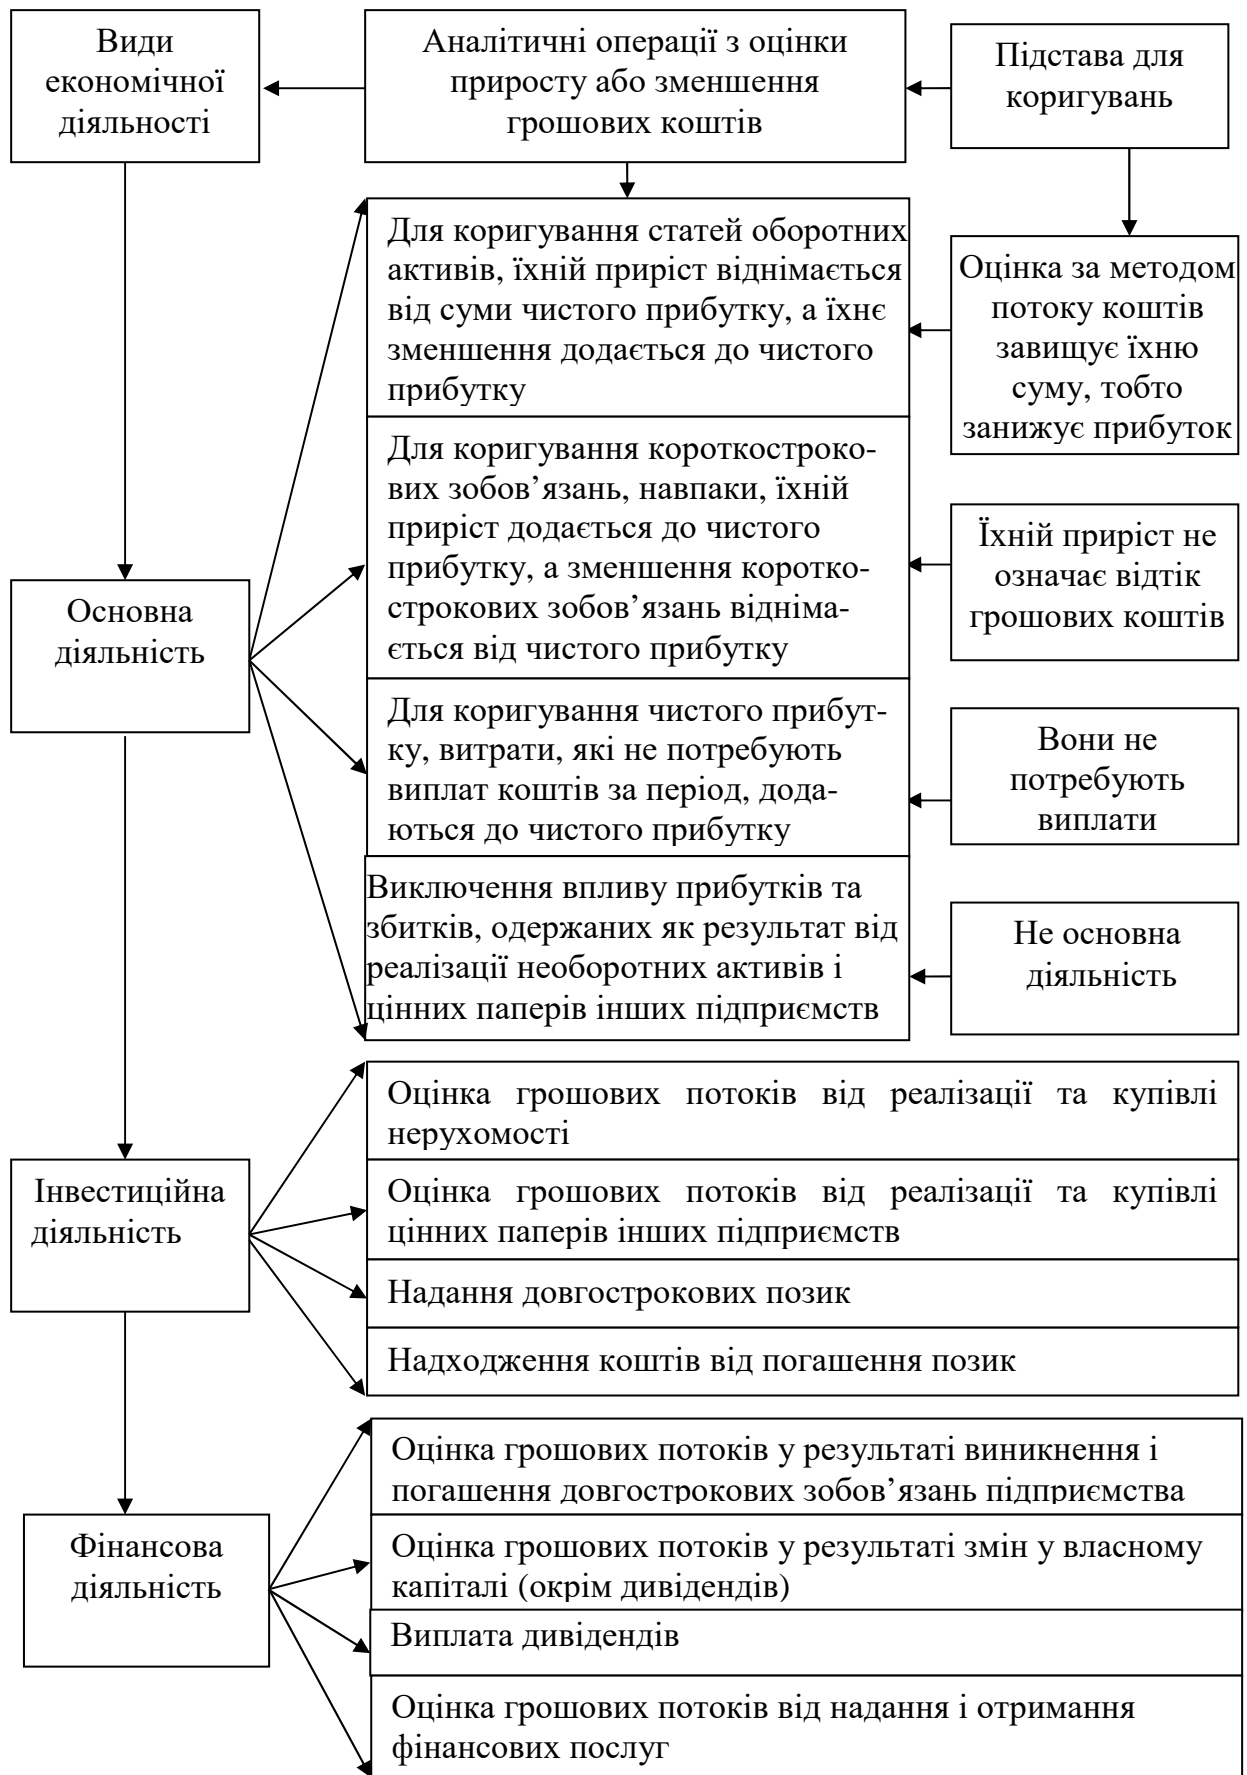 Види
економічної
діяльності
Аналітичні операції з оцінки
приросту або зменшення
грошових коштів
Підстава для
коригувань
Для коригування статей оборотних
активів, їхній приріст віднімається
від суми чистого прибутку, а їхнє
зменшення додається до чистого
прибутку
Оцінка за методом
потоку коштів
завищує їхню
суму, тобто
занижує прибуток
Для коригування короткостроко-
вих зобов’язань, навпаки, їхній
приріст додається до чистого
прибутку, а зменшення коротко-
строкових зобов’язань віднíма-
ється від чистого прибутку
Їхній приріст не
означає відтік
грошових коштів
Основна
діяльність
Для коригування чистого прибут-
ку, витрати, які не потребують
виплат коштів за період, дода-
ються до чистого прибутку
Вони не
потребують
виплати
Виключення впливу прибутків та
збитків, одержаних як результат від
реалізації необоротних активів і
цінних паперів інших підприємств
Не основна
діяльність
Інвестиційна
діяльність
Оцінка грошових потоків від реалізації та купівлі
нерухомості
Оцінка грошових потоків від реалізації та купівлі
цінних паперів інших підприємств
Надання довгострокових позик
Надходження коштів від погашення позик
Фінансова
діяльність
Оцінка грошових потоків у результаті виникнення і
погашення довгострокових зобов’язань підприємства
Оцінка грошових потоків у результаті змін у власному
капіталі (окрім дивідендів)
Виплата дивідендів
Оцінка грошових потоків від надання і отримання
фінансових послуг